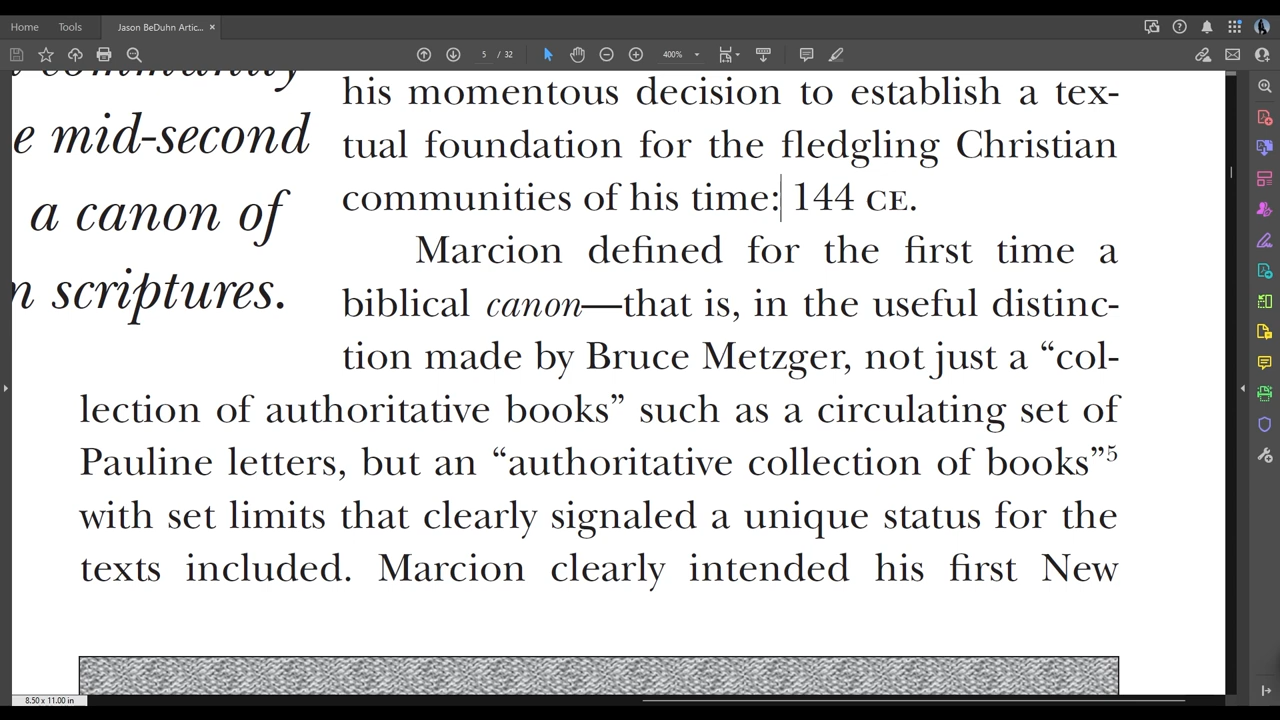 Home Tools Jason BeDuhn Artic... ×
5 / 32 400%
community
e mid-second
a canon of
n scriptures.
his momentous decision to establish a tex-
tual foundation for the fledgling Christian
communities of his time: 144 CE.
Marcion defined for the first time a
biblical canon—that is, in the useful distinc-
tion made by Bruce Metzger, not just a “col-
lection of authoritative books” such as a circulating set of
Pauline letters, but an “authoritative collection of books”⁵
with set limits that clearly signaled a unique status for the
texts included. Marcion clearly intended his first New
8.50 x 11.00 in